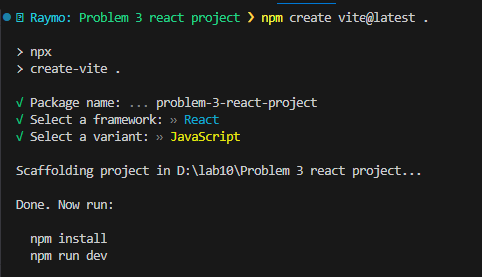 Raymo: Problem 3 react project ❯ npm create vite@latest .
> npx
> create-vite .
√ Package name: ... problem-3-react-project
√ Select a framework: » React
√ Select a variant: » JavaScript
Scaffolding project in D:\lab10\Problem 3 react project...
Done. Now run:
npm install
npm run dev